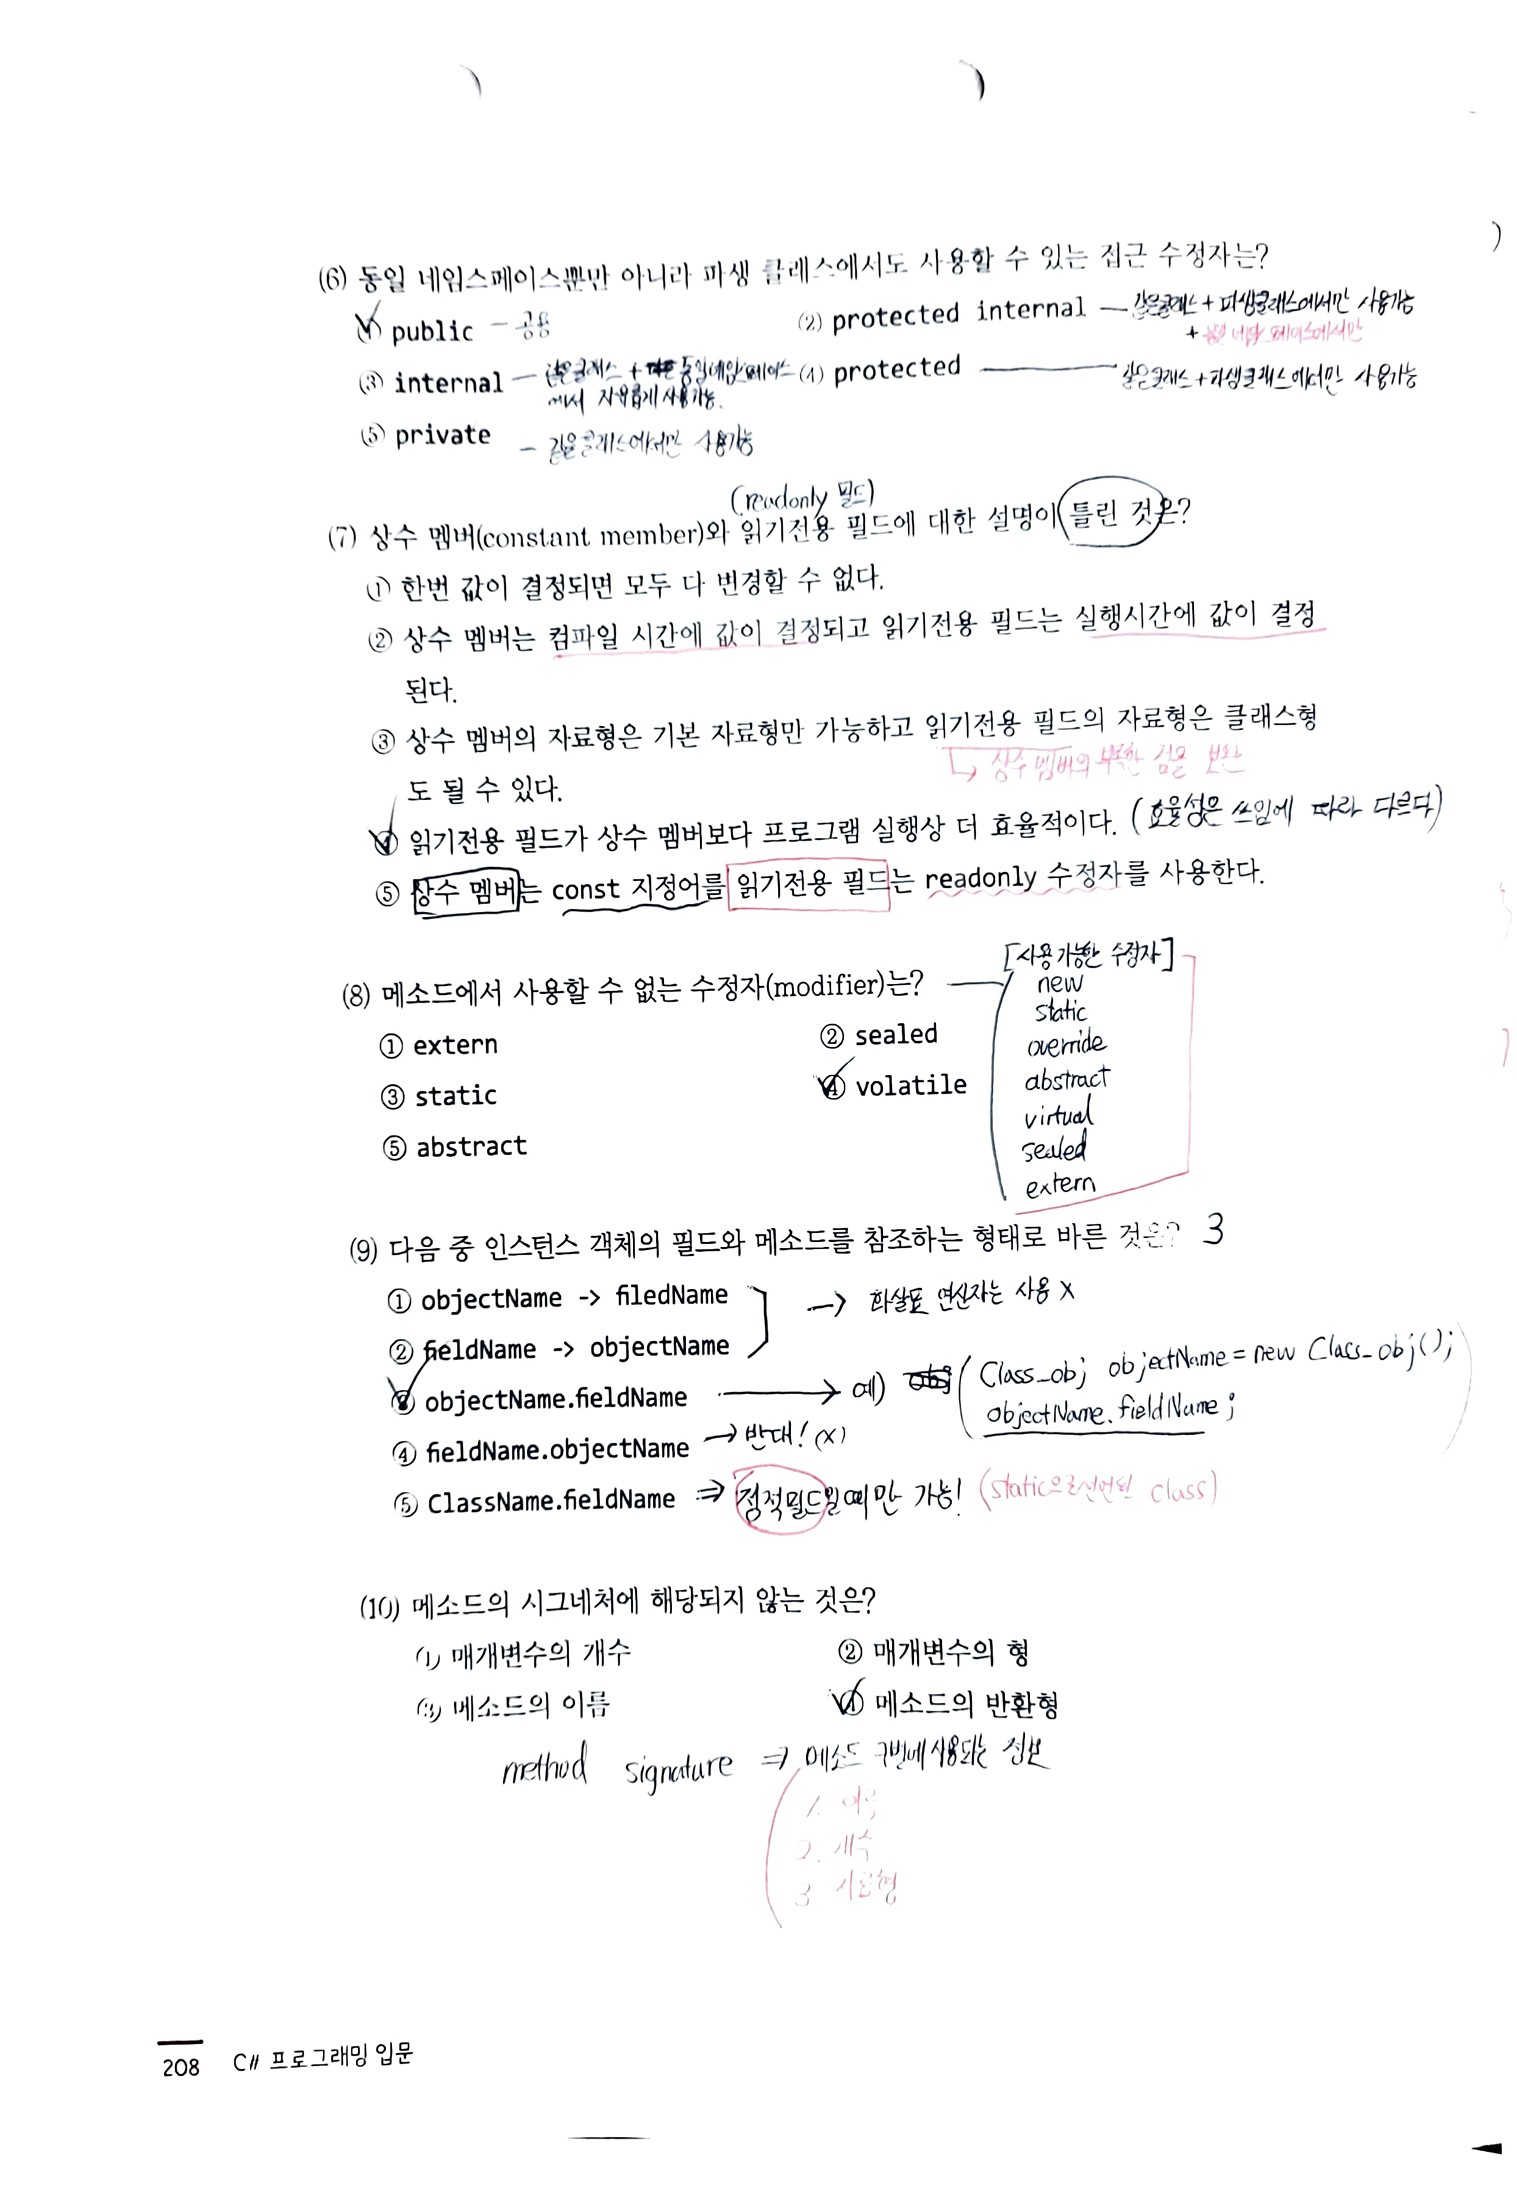 (6) 동일 네임스페이스뿐만 아니라 파생 클래스에서도 사용할 수 있는 접근 수정자는?
① public – 공용
② protected internal — 같은클래스 + 파생클래스에서만 사용가능
+ 동일 네임스페이스에서만
③ internal — 같은클래스 + 동일네임스페이스
에서 자유롭게 사용가능.
④ protected — 같은클래스+파생클래스에서만 사용가능
⑤ private – 같은클래스에서만 사용가능
(readonly 필드)
(7) 상수 멤버(constant member)와 읽기전용 필드에 대한 설명이 틀린 것은?
① 한번 값이 결정되면 모두 다 변경할 수 없다.
② 상수 멤버는 컴파일 시간에 값이 결정되고 읽기전용 필드는 실행시간에 값이 결정
된다.
③ 상수 멤버의 자료형은 기본 자료형만 가능하고 읽기전용 필드의 자료형은 클래스형
↳ 상수 멤버의 부족한 점을 보완
도 될 수 있다.
④ 읽기전용 필드가 상수 멤버보다 프로그램 실행상 더 효율적이다. (효율성은 쓰임에 따라 다르다)
⑤ 상수 멤버는 const 지정어를 읽기전용 필드는 readonly 수정자를 사용한다.
(8) 메소드에서 사용할 수 없는 수정자(modifier)는?
① extern
② sealed
③ static
④ volatile
⑤ abstract
[사용가능한 수정자]
new
static
override
abstract
virtual
sealed
extern
(9) 다음 중 인스턴스 객체의 필드와 메소드를 참조하는 형태로 바른 것은? 3
① objectName -> filedName
→ 화살표 연산자는 사용 X
② fieldName -> objectName
③ objectName.fieldName → 예) (Class_obj objectName = new Class_obj();
objectName.fieldName;
④ fieldName.objectName → 반대! (X)
⑤ ClassName.fieldName ⇒ 정적필드일때만 가능! (static으로선언된 class)
(10) 메소드의 시그네처에 해당되지 않는 것은?
① 매개변수의 개수
② 매개변수의 형
③ 메소드의 이름
④ 메소드의 반환형
method signature ⇒ 메소드 구별에사용되는 정보
1. 이름
2. 개수
3. 자료형
208 C# 프로그래밍 입문